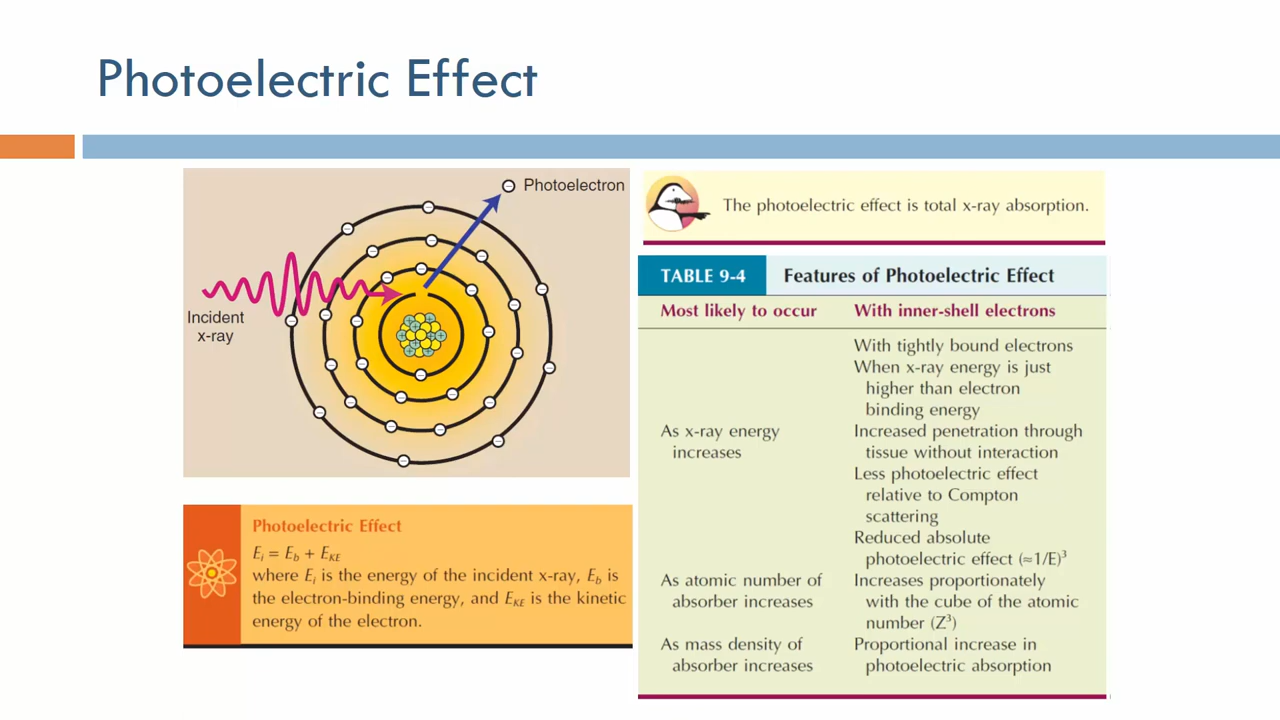 Photoelectric Effect
Photoelectron
Incident
x-ray
Photoelectric Effect
Ei = Eb + EKE
where Ei is the energy of the incident x-ray, Eb is
the electron-binding energy, and EKE is the kinetic
energy of the electron.
The photoelectric effect is total x-ray absorption.
TABLE 9-4 Features of Photoelectric Effect
Most likely to occur With inner-shell electrons
With tightly bound electrons
When x-ray energy is just
higher than electron
binding energy
As x-ray energy Increased penetration through
increases tissue without interaction
Less photoelectric effect
relative to Compton
scattering
Reduced absolute
photoelectric effect (≈1/E)³
As atomic number of Increases proportionately
absorber increases with the cube of the atomic
number (Z³)
As mass density of Proportional increase in
absorber increases photoelectric absorption